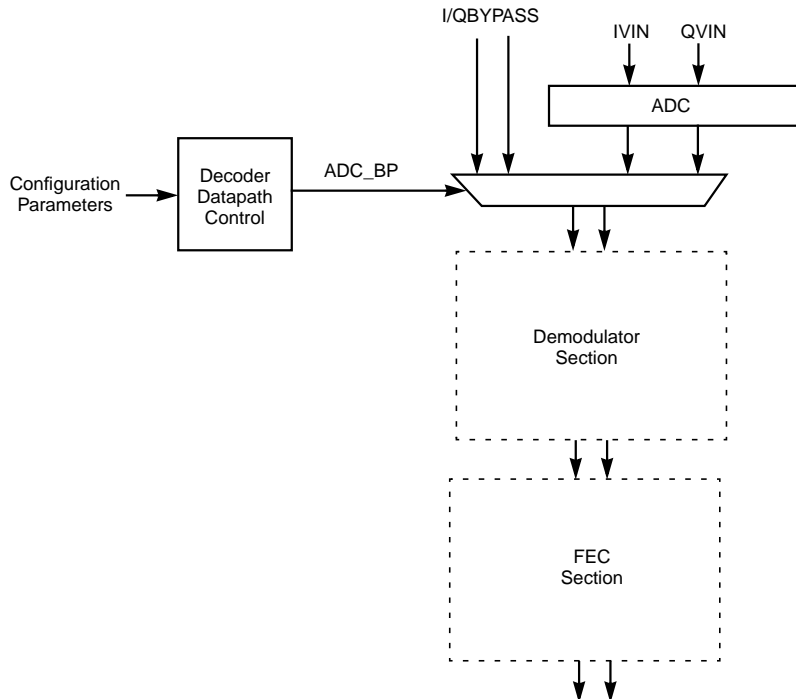 I/QBYPASS
IVIN
QVIN
ADC
Configuration
Parameters
Decoder
Datapath
Control
ADC_BP
Demodulator
Section
FEC
Section